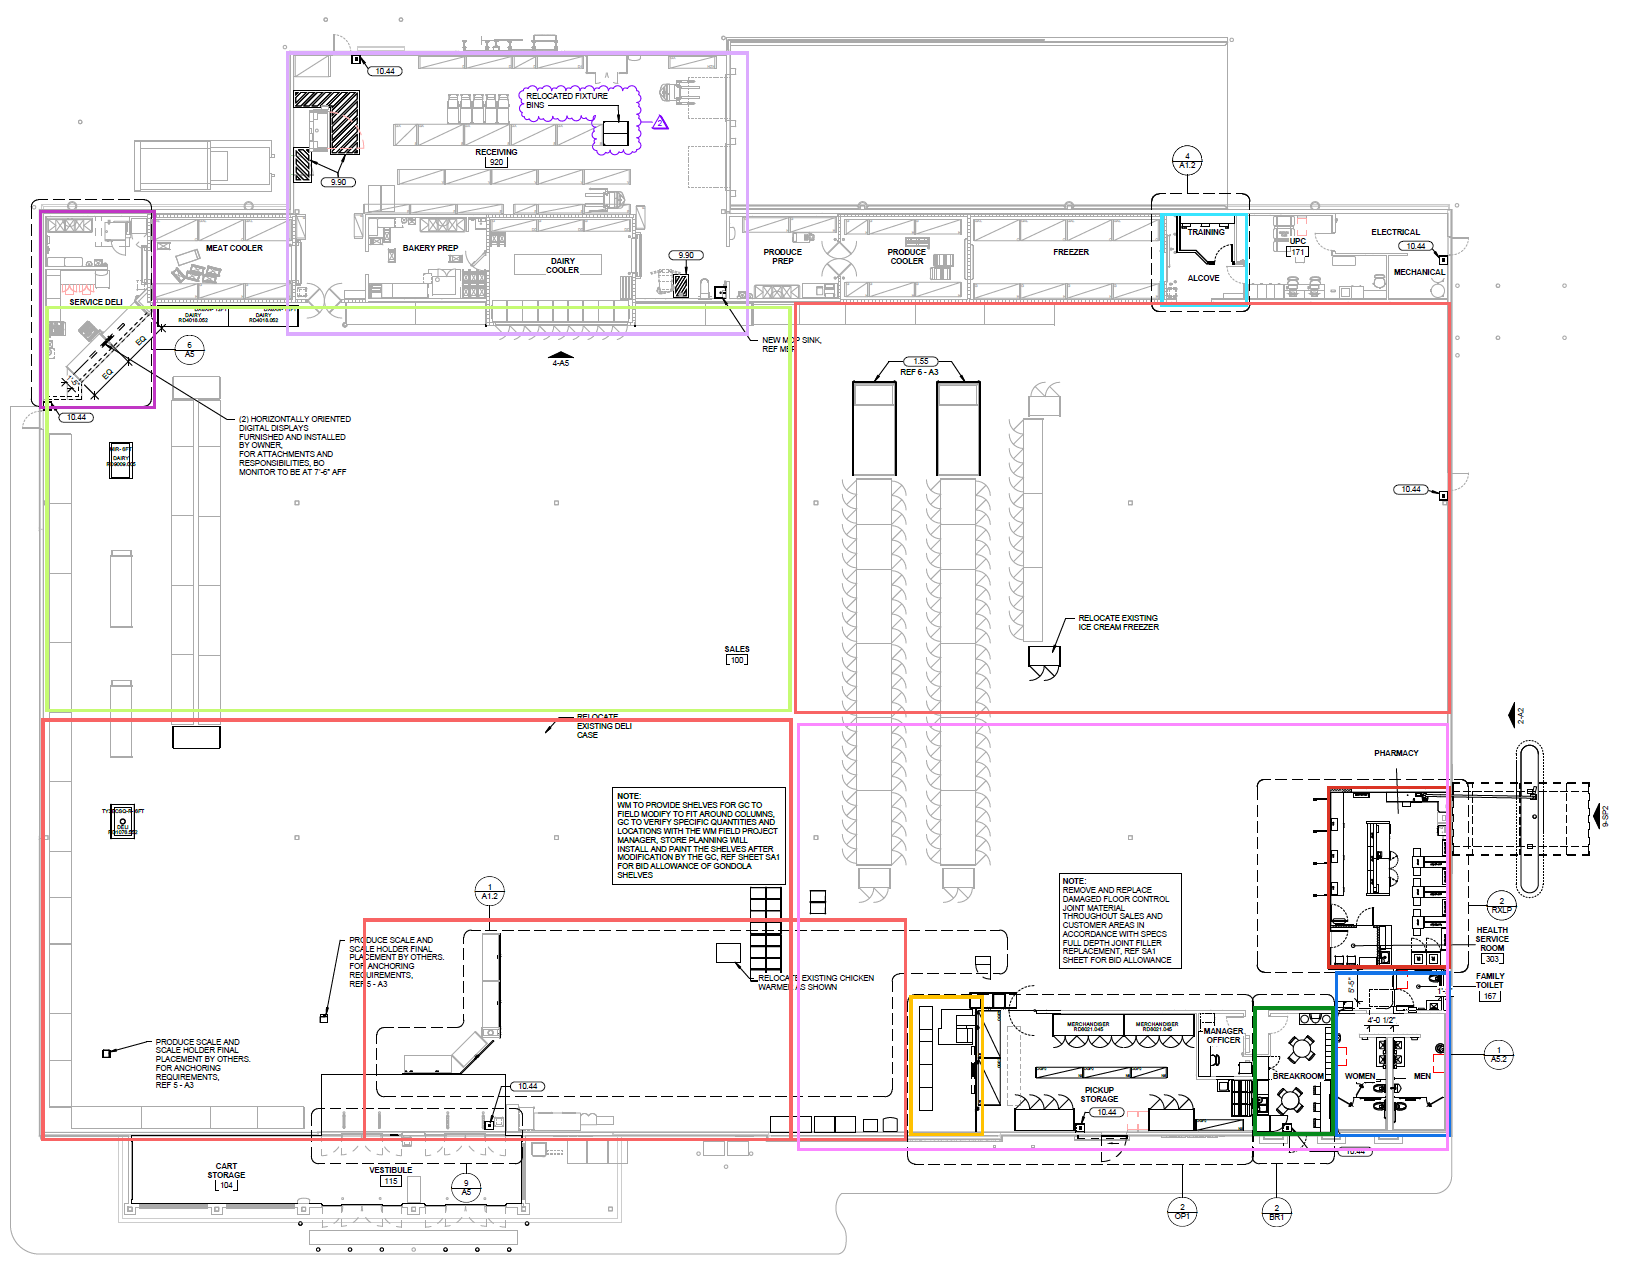 10.44
RELOCATED FIXTURE
BINS
2
RECEIVING
920
9.90
4
A1.2
MEAT COOLER
BAKERY PREP
DAIRY
COOLER
9.90
PRODUCE
PREP
PRODUCE
COOLER
FREEZER
TRAINING
ALCOVE
UPC
171
ELECTRICAL
10.44
MECHANICAL
SERVICE DELI
DAIRY
RD4018.052
DAIRY
RD4018.052
NEW MOP SINK,
REF MEP
6
A5
EQ
EQ
4-A5
1.55
REF 6 - A3
10.44
(2) HORIZONTALLY ORIENTED
DIGITAL DISPLAYS
FURNISHED AND INSTALLED
BY OWNER,
FOR ATTACHMENTS AND
RESPONSIBILITIES, BO
MONITOR TO BE AT 7'-6" AFF
DAIRY
10.44
RELOCATE EXISTING
ICE CREAM FREEZER
SALES
100
RELOCATE
EXISTING DELI
CASE
2-A2
PHARMACY
NOTE:
WM TO PROVIDE SHELVES FOR GC TO
FIELD MODIFY TO FIT AROUND COLUMNS,
GC TO VERIFY SPECIFIC QUANTITIES AND
LOCATIONS WITH THE WM FIELD PROJECT
MANAGER, STORE PLANNING WILL
INSTALL AND PAINT THE SHELVES AFTER
MODIFICATION BY THE GC, REF SHEET SA1
FOR BID ALLOWANCE OF GONDOLA
SHELVES
DELI
9-SP2
1
A1.2
NOTE:
REMOVE AND REPLACE
DAMAGED FLOOR CONTROL
JOINT MATERIAL
THROUGHOUT SALES AND
CUSTOMER AREAS IN
ACCORDANCE WITH SPECS
FULL DEPTH JOINT FILLER
REPLACEMENT, REF SA1
SHEET FOR BID ALLOWANCE
2
RXLP
HEALTH
SERVICE
ROOM
303
PRODUCE SCALE AND
SCALE HOLDER FINAL
PLACEMENT BY OTHERS.
FOR ANCHORING
REQUIREMENTS,
REF 5 - A3
RELOCATE EXISTING CHICKEN
WARMER AS SHOWN
FAMILY
TOILET
167
5'-6"
4'-0 1/2"
MERCHANDISER
RD8021.045
MERCHANDISER
RD8021.045
MANAGER
OFFICER
PRODUCE SCALE AND
SCALE HOLDER FINAL
PLACEMENT BY OTHERS.
FOR ANCHORING
REQUIREMENTS,
REF 5 - A3
1
A5.2
BREAKROOM
WOMEN
MEN
10.44
PICKUP
STORAGE
10.44
10.44
CART
STORAGE
104
VESTIBULE
115
9
A5
2
OP1
2
BR1